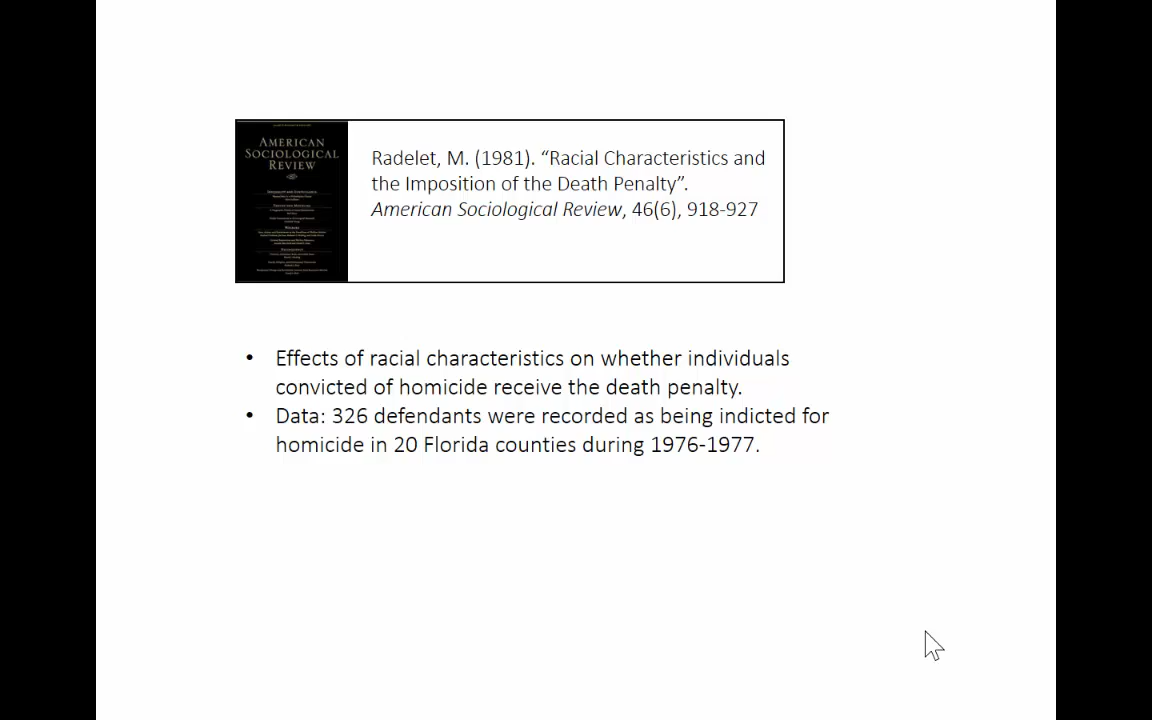 AMERICAN
SOCIOLOGICAL
REVIEW
Radelet, M. (1981). “Racial Characteristics and
the Imposition of the Death Penalty”.
American Sociological Review, 46(6), 918-927
• Effects of racial characteristics on whether individuals
convicted of homicide receive the death penalty.
• Data: 326 defendants were recorded as being indicted for
homicide in 20 Florida counties during 1976-1977.